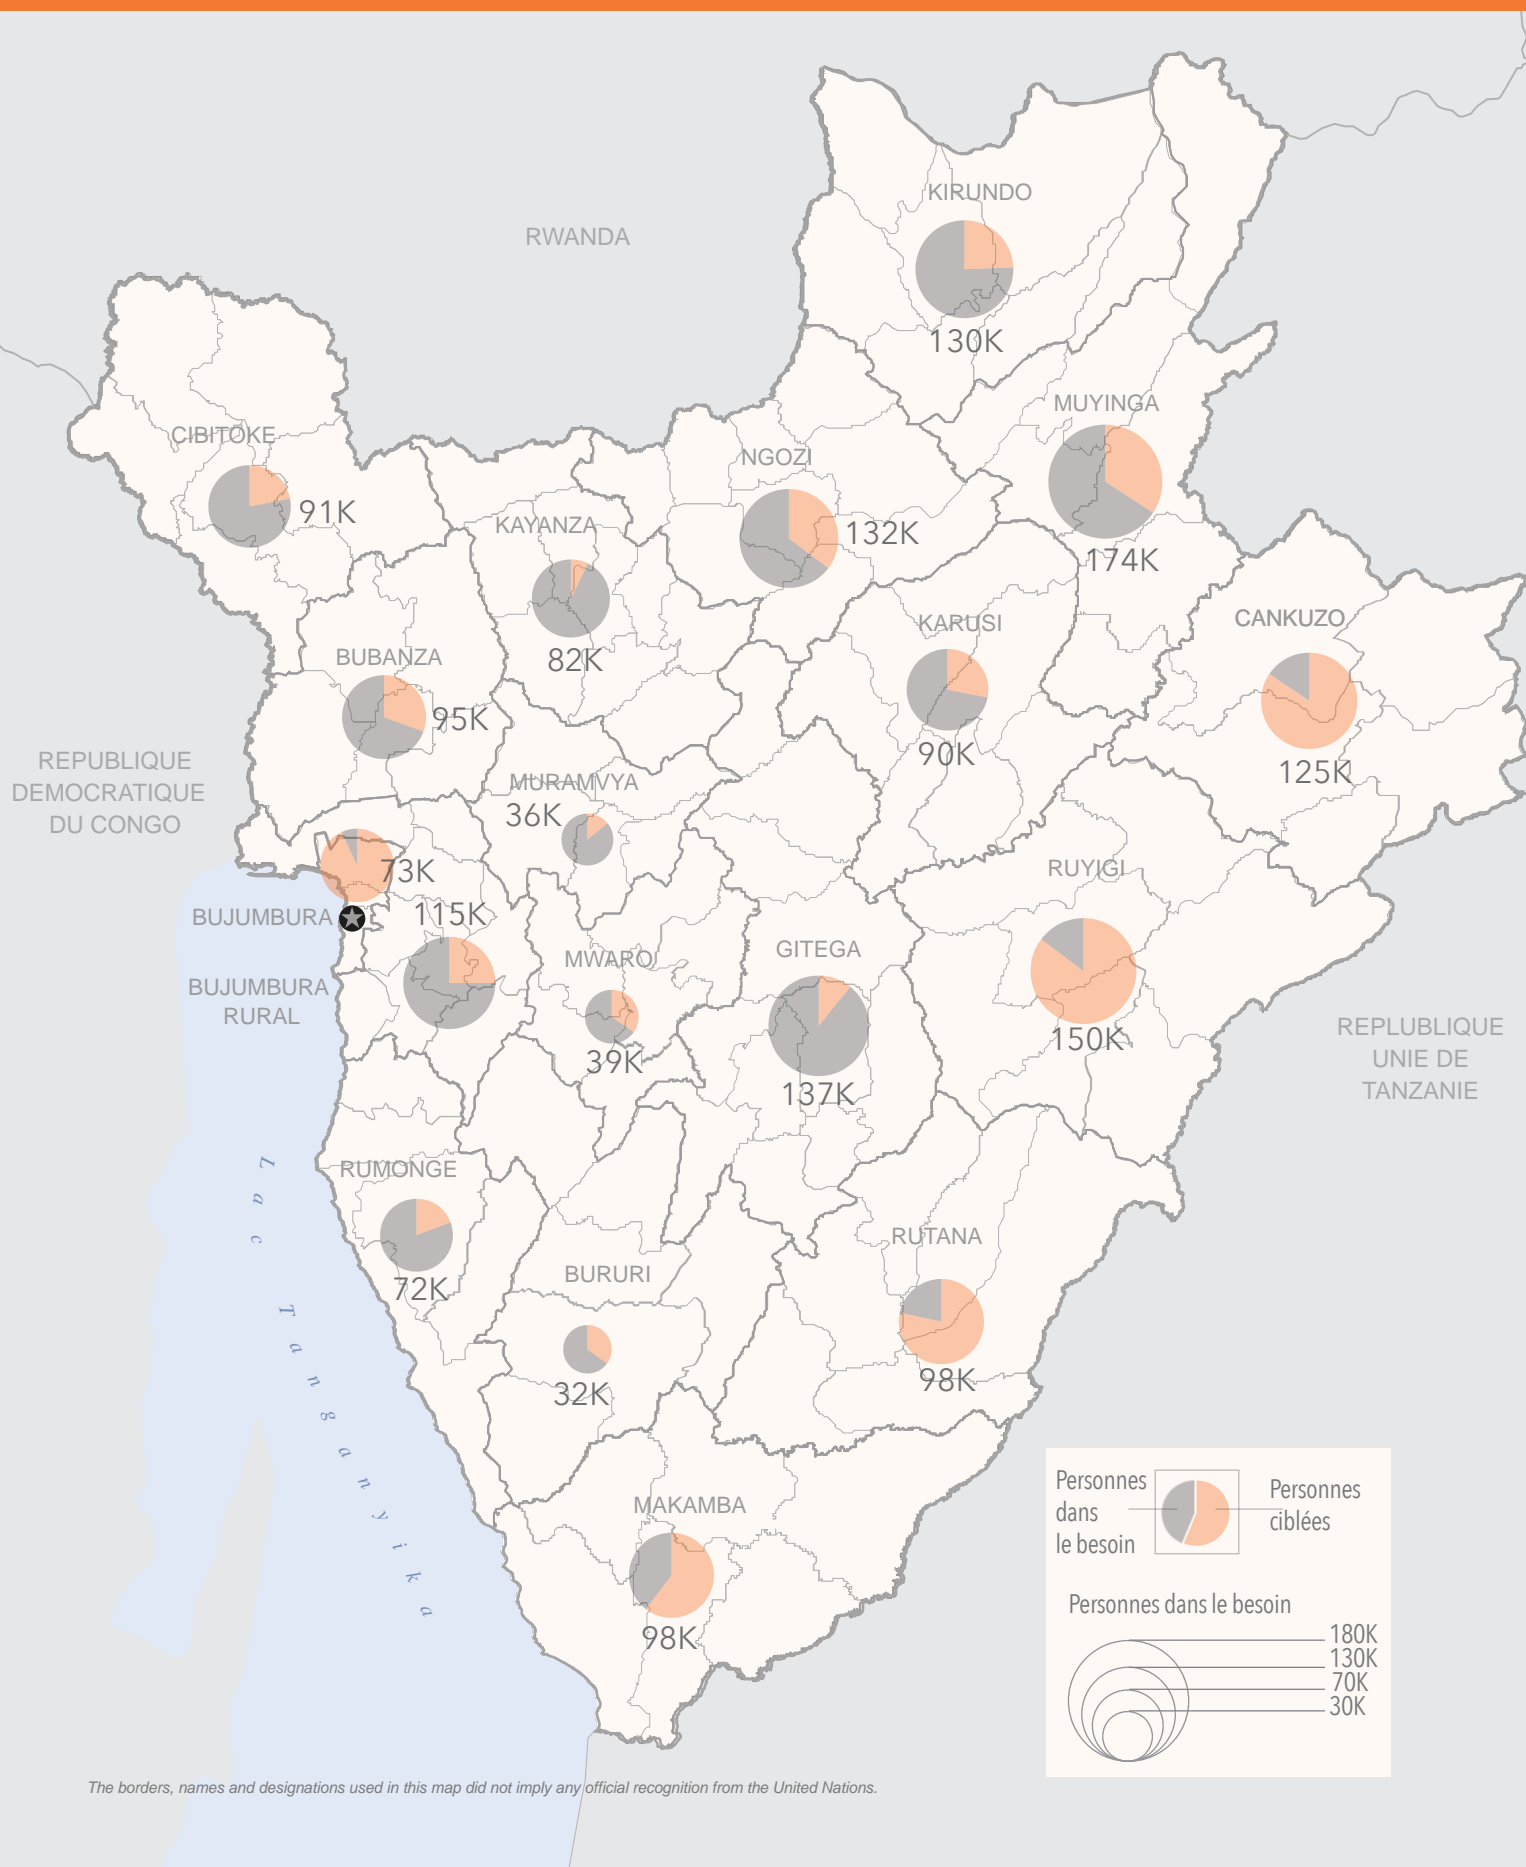 KIRUNDO
RWANDA
130K
MUYINGA
CIBITOKE
NGOZI
91K
KAYANZA
132K
174K
CANKUZO
KARUSI
BUBANZA
82K
95K
90K
125K
REPUBLIQUE
DEMOCRATIQUE
DU CONGO
MURAMVYA
36K
73K
RUYIGI
BUJUMBURA
115K
MWARO
GITEGA
BUJUMBURA
RURAL
39K
137K
150K
REPLUBLIQUE
UNIE DE
TANZANIE
RUMONGE
Lac Tanganyika
RUTANA
72K
BURURI
32K
98K
MAKAMBA
98K
Personnes
dans
le besoin
Personnes
ciblées
Personnes dans le besoin
180K
130K
70K
30K
The borders, names and designations used in this map did not imply any official recognition from the United Nations.